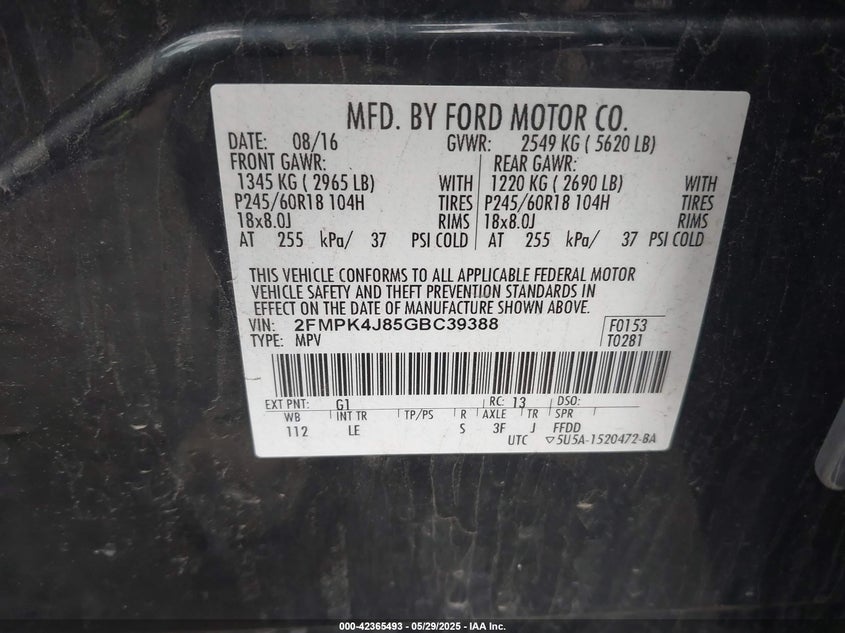 MFD. BY FORD MOTOR CO.
DATE: 08/16 GVWR: 2549 KG ( 5620 LB)
FRONT GAWR: REAR GAWR:
1345 KG ( 2965 LB) WITH 1220 KG ( 2690 LB) WITH
P245/60R18 104H TIRES P245/60R18 104H TIRES
18x8.0J RIMS 18x8.0J RIMS
AT 255 kPa/ 37 PSI COLD AT 255 kPa/ 37 PSI COLD
THIS VEHICLE CONFORMS TO ALL APPLICABLE FEDERAL MOTOR
VEHICLE SAFETY AND THEFT PREVENTION STANDARDS IN
EFFECT ON THE DATE OF MANUFACTURE SHOWN ABOVE.
VIN: 2FMPK4J85GBC39388 F0153
TYPE: MPV T0281
EXT PNT: G1 RC: 13 DSO:
WB INT TR TP/PS R AXLE TR SPR
112 LE S 3F J FFDD
UTC ▽5U5A-1520472-BA
000-42365493 - 05/29/2025 - IAA Inc.